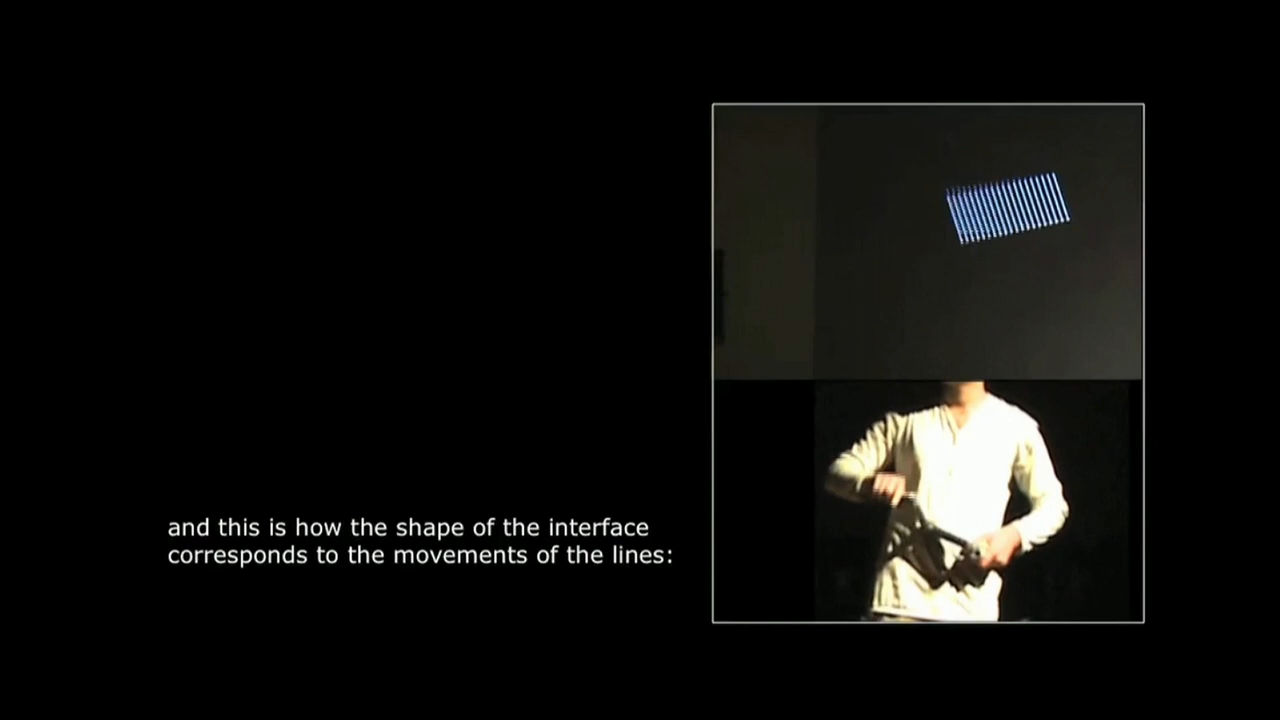 and this is how the shape of the interface
corresponds to the movements of the lines: